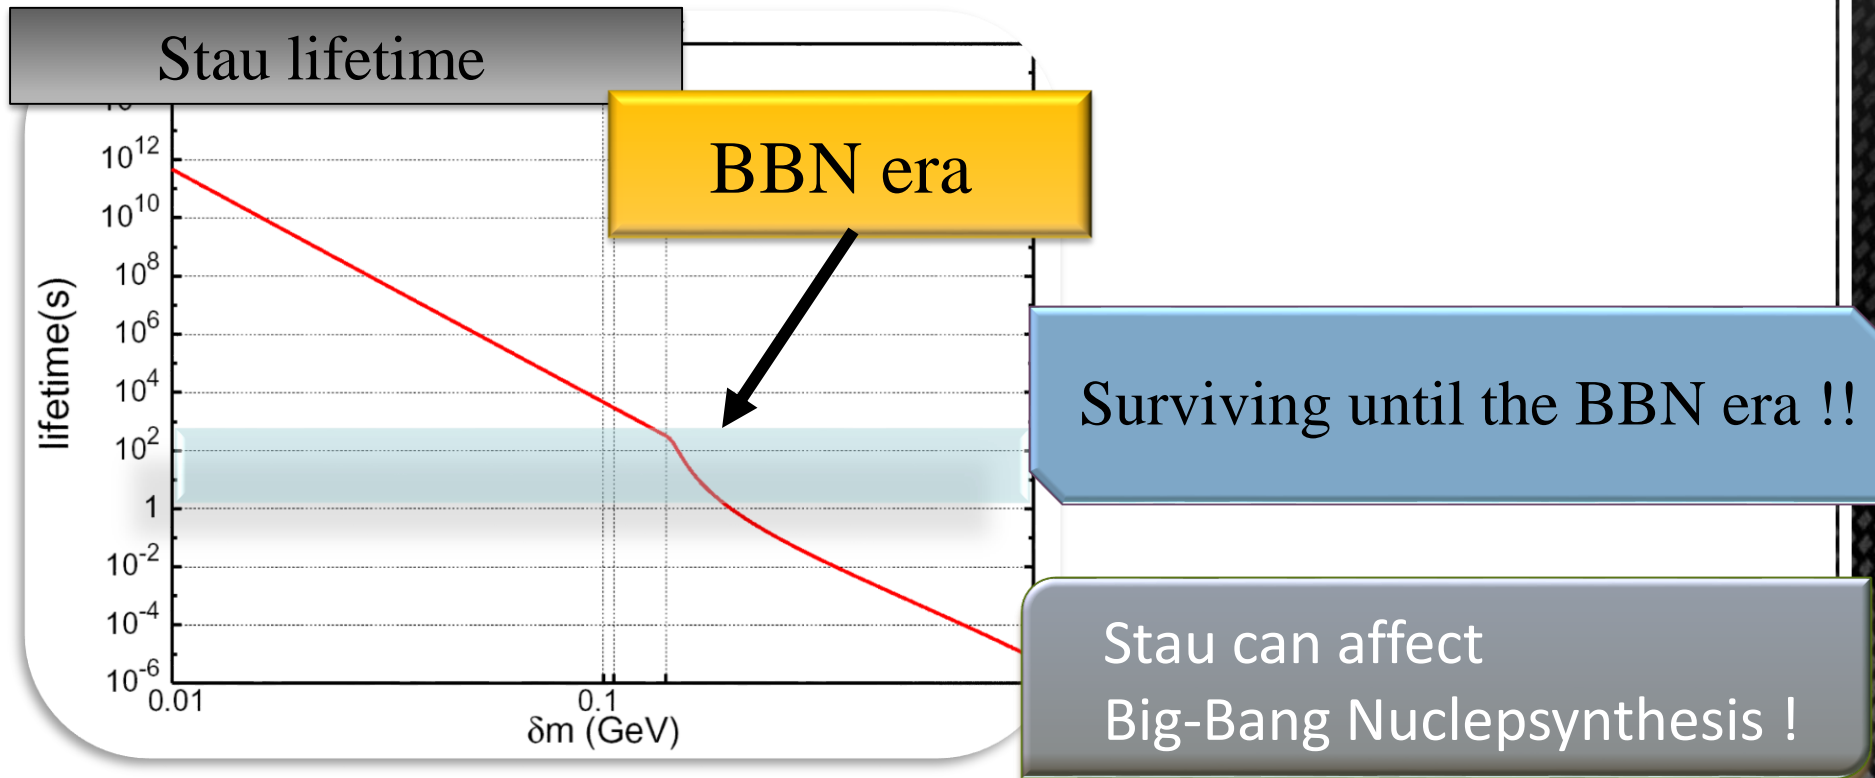 Stau lifetime
BBN era
10^12
10^10
10^8
10^6
10^4
10^2
1
10^-2
10^-4
10^-6
lifetime(s)
0.01
0.1
δm (GeV)
Surviving until the BBN era !!
Stau can affect
Big-Bang Nuclepsynthesis !